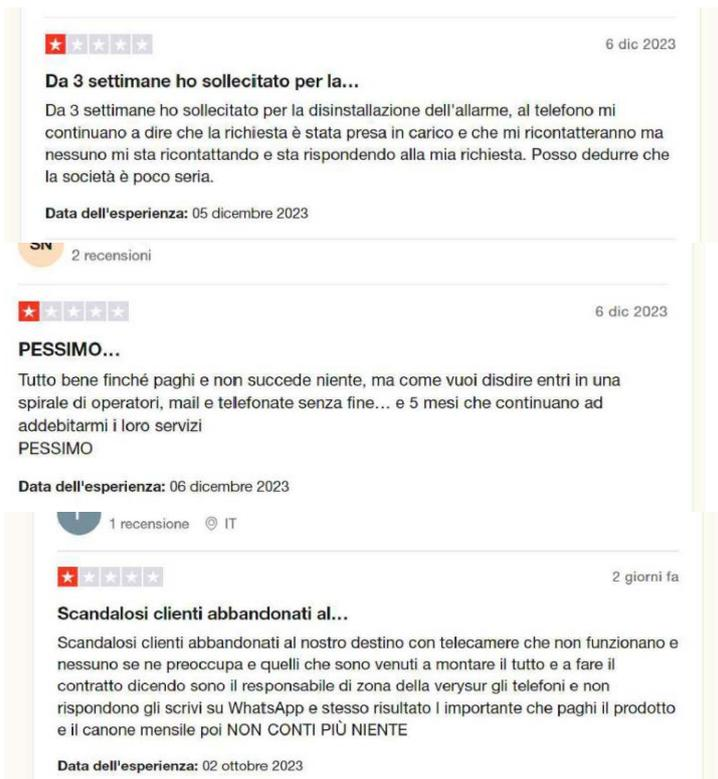 6 dic 2023
Da 3 settimane ho sollecitato per la...
Da 3 settimane ho sollecitato per la disinstallazione dell'allarme, al telefono mi
continuano a dire che la richiesta è stata presa in carico e che mi ricontatteranno ma
nessuno mi sta ricontattando e sta rispondendo alla mia richiesta. Posso dedurre che
la società è poco seria.
Data dell'esperienza: 05 dicembre 2023
SN
2 recensioni
6 dic 2023
PESSIMO...
Tutto bene finché paghi e non succede niente, ma come vuoi disdire entri in una
spirale di operatori, mail e telefonate senza fine... e 5 mesi che continuano ad
addebitarmi i loro servizi
PESSIMO
Data dell'esperienza: 06 dicembre 2023
1 recensione IT
2 giorni fa
Scandalosi clienti abbandonati al...
Scandalosi clienti abbandonati al nostro destino con telecamere che non funzionano e
nessuno se ne preoccupa e quelli che sono venuti a montare il tutto e a fare il
contratto dicendo sono il responsabile di zona della verysur gli telefoni e non
rispondono gli scrivi su WhatsApp e stesso risultato l importante che paghi il prodotto
e il canone mensile poi NON CONTI PIÙ NIENTE
Data dell'esperienza: 02 ottobre 2023